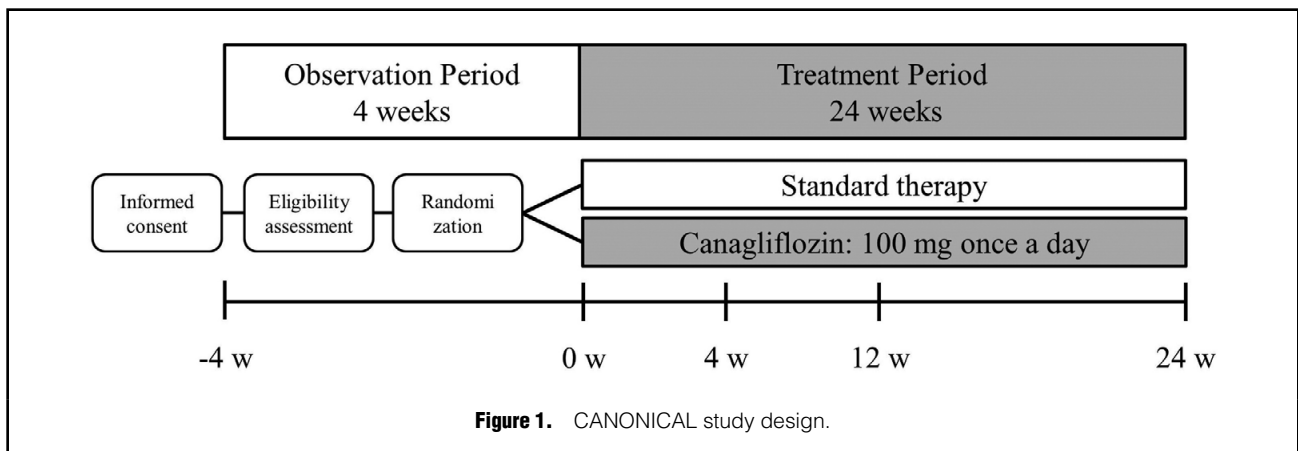 Observation Period
4 weeks
Treatment Period
24 weeks
Informed
consent
Eligibility
assessment
Randomi
zation
Standard therapy
Canagliflozin: 100 mg once a day
-4 w
0 w
4 w
12 w
24 w
Figure 1. CANONICAL study design.